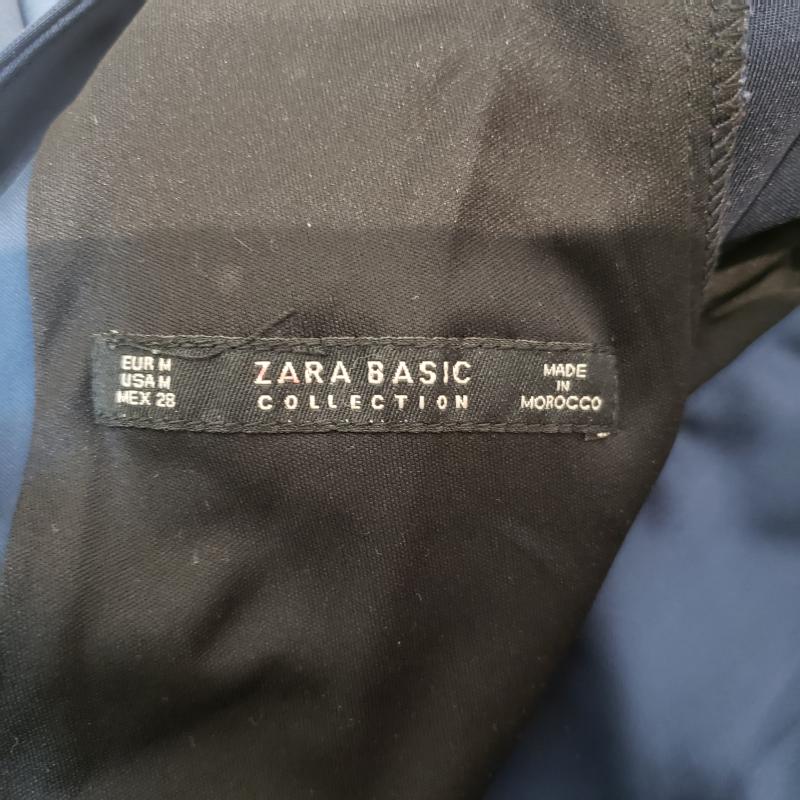 EUR M
USA M
MEX 28
ZARA BASIC
COLLECTION
MADE
IN
MOROCCO